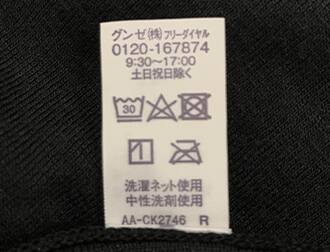 グンゼ(株)フリーダイヤル
0120-167874
9:30〜17:00
土日祝日除く
30
洗濯ネット使用
中性洗剤使用
AA-CK2746 R